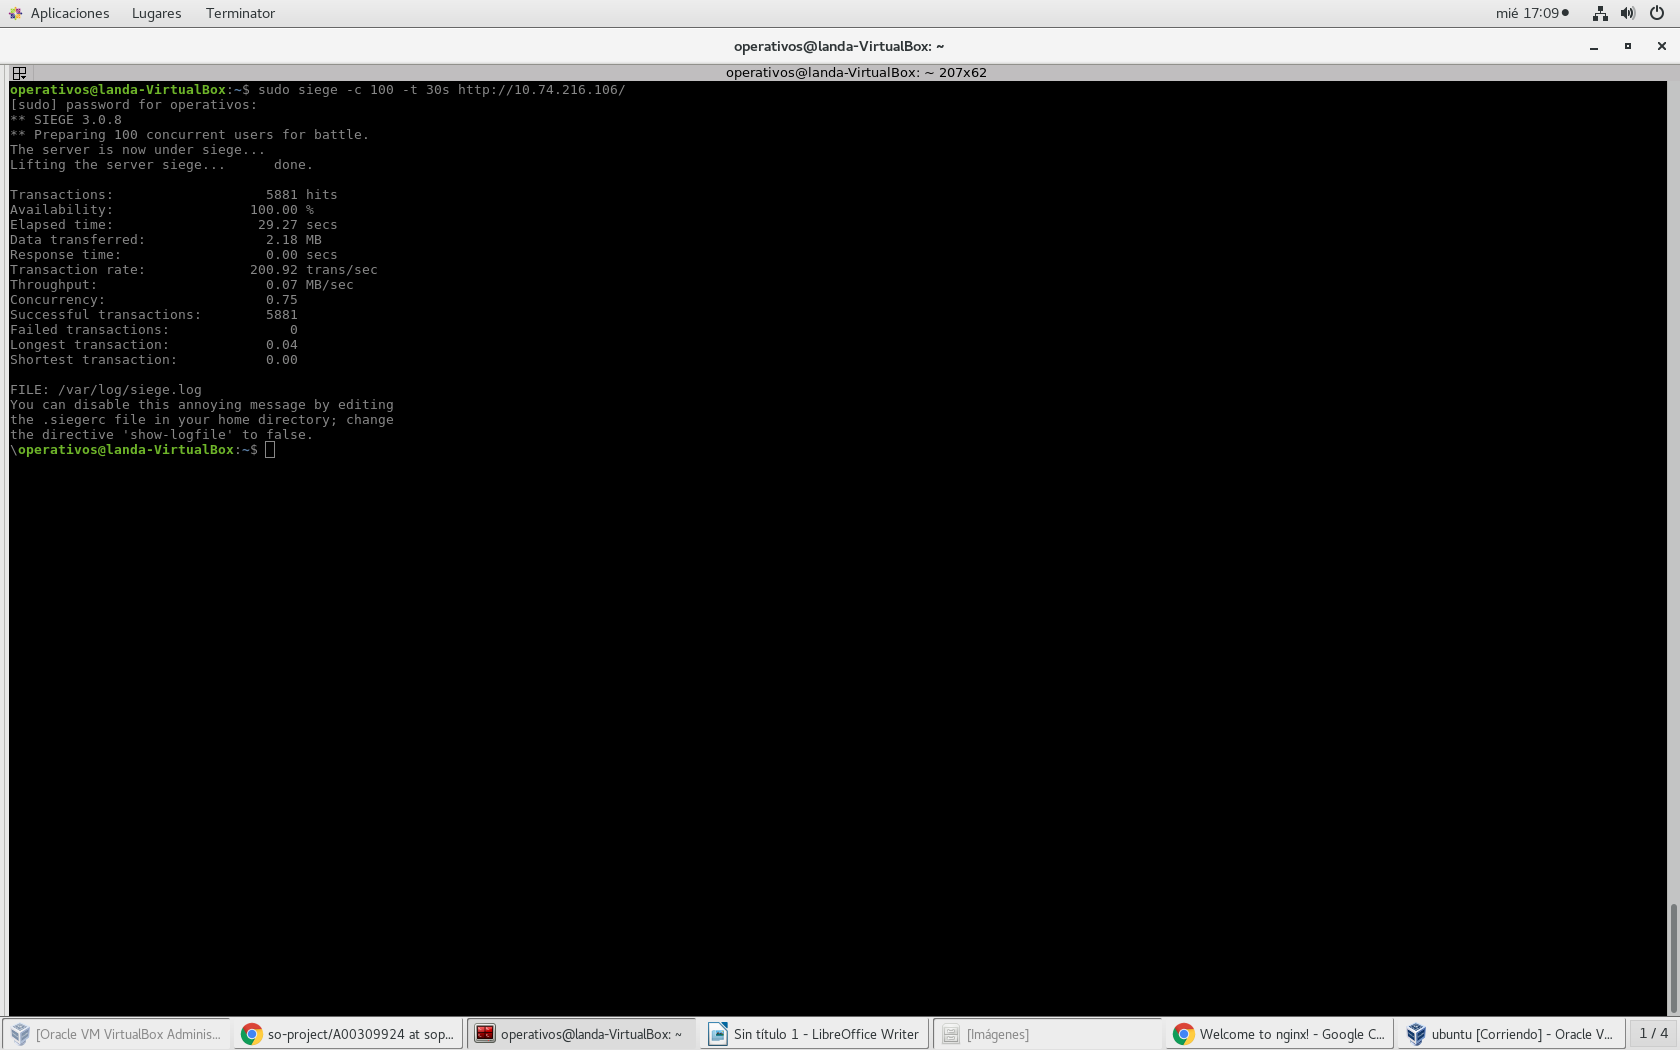 Aplicaciones Lugares Terminator mié 17:09
operativos@landa-VirtualBox: ~
operativos@landa-VirtualBox: ~ 207x62
operativos@landa-VirtualBox:~$ sudo siege -c 100 -t 30s http://10.74.216.106/
[sudo] password for operativos:
** SIEGE 3.0.8
** Preparing 100 concurrent users for battle.
The server is now under siege...
Lifting the server siege...      done.
Transactions:                   5881 hits
Availability:                 100.00 %
Elapsed time:                  29.27 secs
Data transferred:               2.18 MB
Response time:                  0.00 secs
Transaction rate:             200.92 trans/sec
Throughput:                     0.07 MB/sec
Concurrency:                    0.75
Successful transactions:        5881
Failed transactions:               0
Longest transaction:            0.04
Shortest transaction:           0.00
FILE: /var/log/siege.log
You can disable this annoying message by editing
the .siegerc file in your home directory; change
the directive 'show-logfile' to false.
\operativos@landa-VirtualBox:~$
[Oracle VM VirtualBox Adminis... so-project/A00309924 at sop... operativos@landa-VirtualBox: ~ Sin título 1 - LibreOffice Writer [Imágenes] Welcome to nginx! - Google C... ubuntu [Corriendo] - Oracle V... 1 / 4